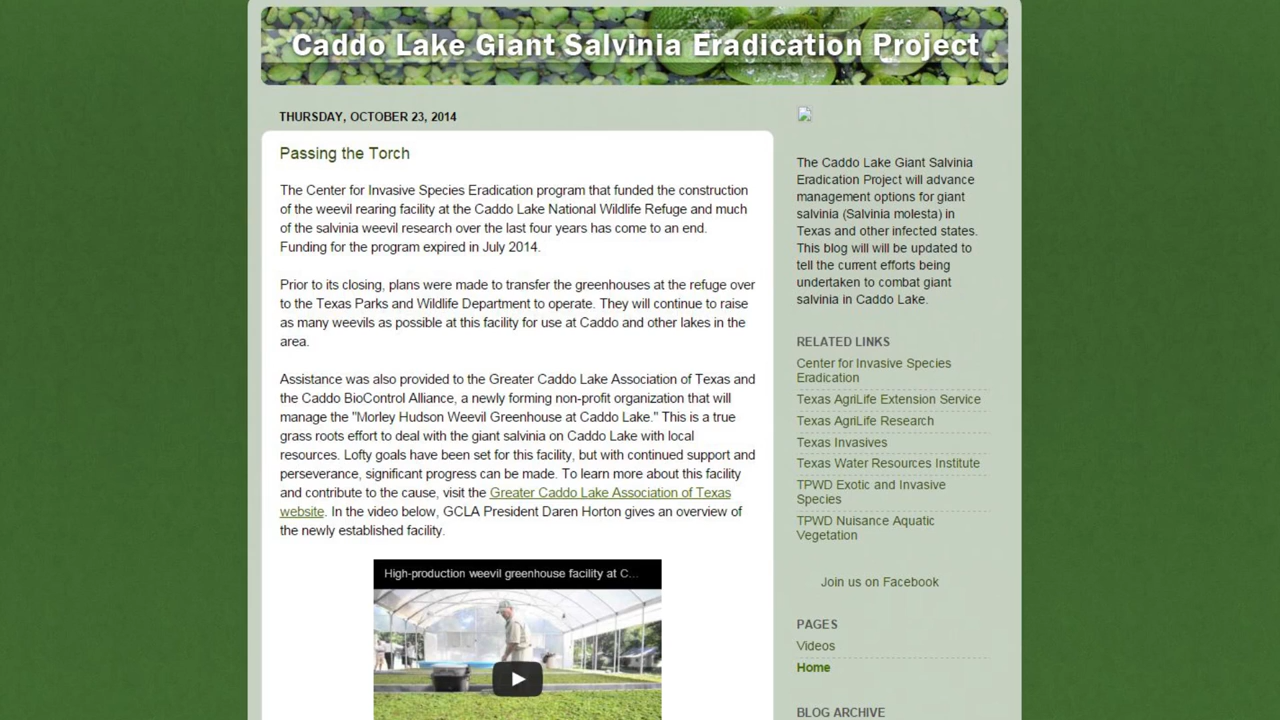 Caddo Lake Giant Salvinia Eradication Project
THURSDAY, OCTOBER 23, 2014
Passing the Torch
The Center for Invasive Species Eradication program that funded the construction
of the weevil rearing facility at the Caddo Lake National Wildlife Refuge and much
of the salvinia weevil research over the last four years has come to an end.
Funding for the program expired in July 2014.
Prior to its closing, plans were made to transfer the greenhouses at the refuge over
to the Texas Parks and Wildlife Department to operate. They will continue to raise
as many weevils as possible at this facility for use at Caddo and other lakes in the
area.
Assistance was also provided to the Greater Caddo Lake Association of Texas and
the Caddo BioControl Alliance, a newly forming non-profit organization that will
manage the "Morley Hudson Weevil Greenhouse at Caddo Lake." This is a true
grass roots effort to deal with the giant salvinia on Caddo Lake with local
resources. Lofty goals have been set for this facility, but with continued support and
perseverance, significant progress can be made. To learn more about this facility
and contribute to the cause, visit the Greater Caddo Lake Association of Texas
website. In the video below, GCLA President Daren Horton gives an overview of
the newly established facility.
High-production weevil greenhouse facility at C...
The Caddo Lake Giant Salvinia
Eradication Project will advance
management options for giant
salvinia (Salvinia molesta) in
Texas and other infected states.
This blog will will be updated to
tell the current efforts being
undertaken to combat giant
salvinia in Caddo Lake.
RELATED LINKS
Center for Invasive Species
Eradication
Texas AgriLife Extension Service
Texas AgriLife Research
Texas Invasives
Texas Water Resources Institute
TPWD Exotic and Invasive
Species
TPWD Nuisance Aquatic
Vegetation
Join us on Facebook
PAGES
Videos
Home
BLOG ARCHIVE